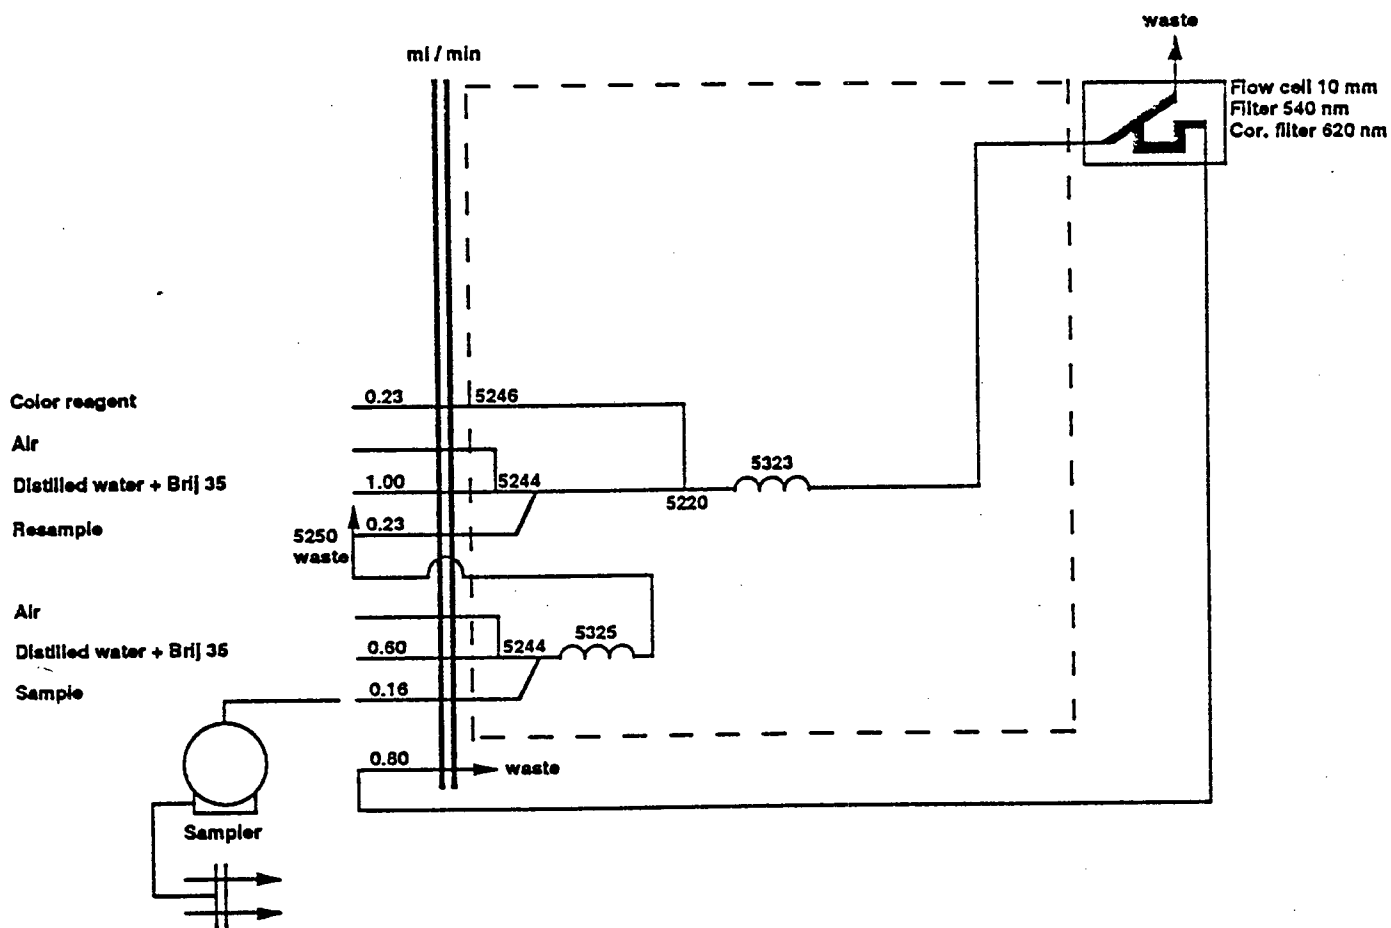 waste
ml / min
Flow cell 10 mm
Filter 540 nm
Cor. filter 620 nm
Color reagent 0.23 5246
Air
Distilled water + Brij 35 1.00 5244 5323
5220
Resample 0.23
5250
waste
Air
Distilled water + Brij 35 0.60 5244 5325
Sample 0.16
0.80 waste
Sampler